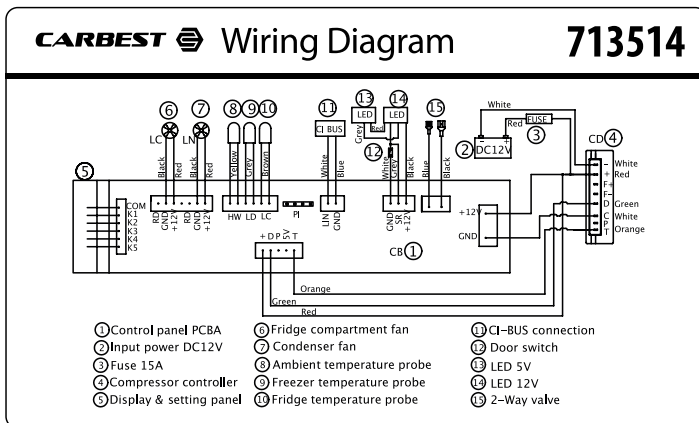 CARBEST Wiring Diagram 713514
6 7 8 9 10 11 13 14 15
LED LED
LC LN
CI BUS
Grey Red
12
Black Red Black Red Yellow Grey Brown White Blue White Grey Black Blue Black
White
Red FUSE
3
2 DC12V
- +
CD 4
- White
+ Red
F+
F-
D Green
C White
P
T Orange
5
COM
K1
K2
K3
K4
K5
RD GND +12V RD GND +12V
HW LD LC
PI
LIN GND
GND SR +12V
+12V
GND
CB 1
+ D P 5V T
Orange
Green
Red
1 Control panel PCBA
2 Input power DC12V
3 Fuse 15A
4 Compressor controller
5 Display & setting panel
6 Fridge compartment fan
7 Condenser fan
8 Ambient temperature probe
9 Freezer temperature probe
10 Fridge temperature probe
11 CI-BUS connection
12 Door switch
13 LED 5V
14 LED 12V
15 2-Way valve